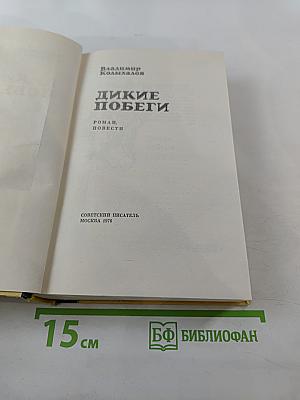 Владимир
Колыхалов
ДИКИЕ
ПОБЕГИ
РОМАН,
ПОВЕСТИ
СОВЕТСКИЙ ПИСАТЕЛЬ
МОСКВА 1978
15 см
БФ БИБЛИОФАН